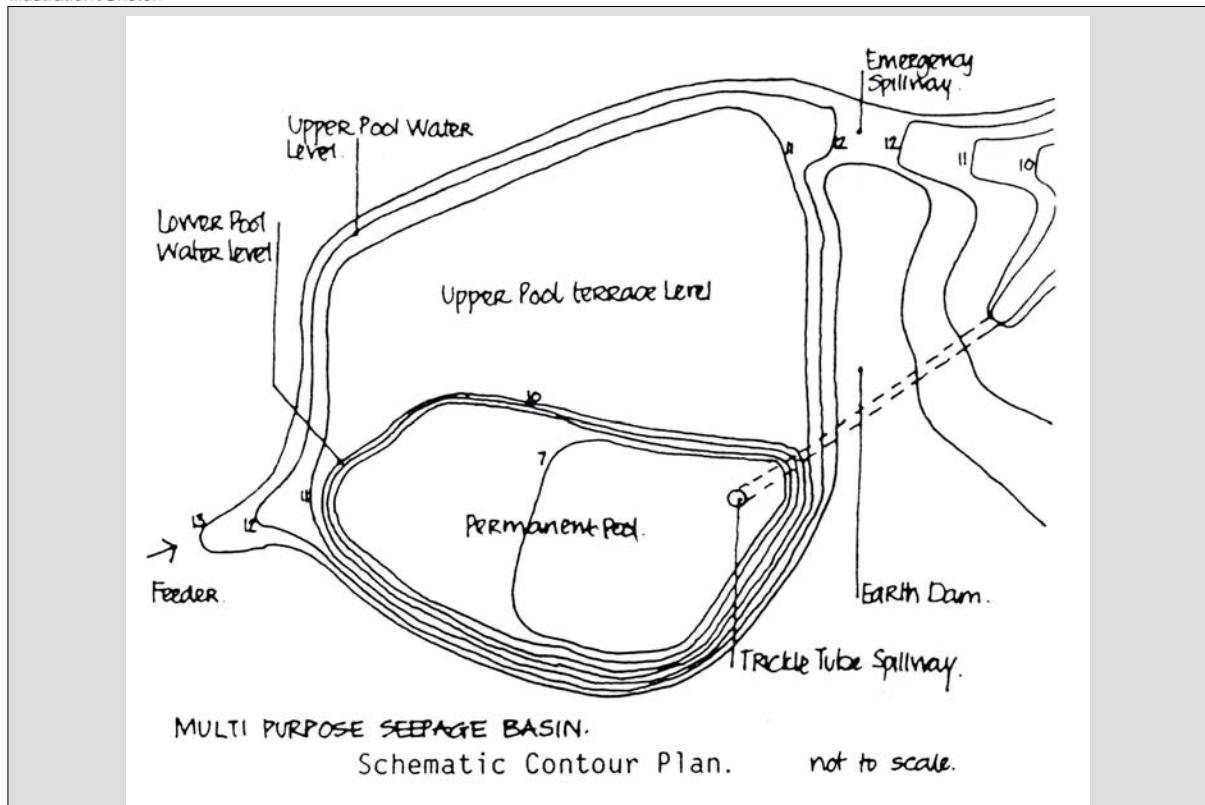 Emergency
Spillway.
Upper Pool Water
Level.
11
12
12
11
10
Lower Pool
Water level
Upper Pool terrace Level
10
7
13
12
11
Permanent Pool.
Feeder.
Earth Dam.
Trickle Tube Spillway.
MULTI PURPOSE SEEPAGE BASIN.
Schematic Contour Plan.
not to scale.